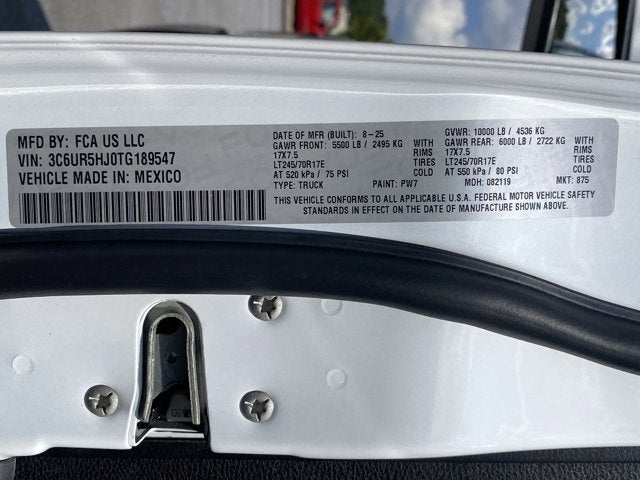 MFD BY: FCA US LLC
VIN: 3C6UR5HJ0TG189547
VEHICLE MADE IN: MEXICO
DATE OF MFR (BUILT): 8-25
GAWR FRONT: 5500 LB / 2495 KG
17X7.5 RIMS
LT245/70R17E TIRES
AT 520 kPa / 75 PSI COLD
TYPE: TRUCK PAINT: PW7
GVWR: 10000 LB / 4536 KG
GAWR REAR: 6000 LB / 2722 KG
17X7.5 RIMS
LT245/70R17E TIRES
AT 550 kPa / 80 PSI COLD
MDH: 082119 MKT: 875
THIS VEHICLE CONFORMS TO ALL APPLICABLE U.S.A. FEDERAL MOTOR VEHICLE SAFETY
STANDARDS IN EFFECT ON THE DATE OF MANUFACTURE SHOWN ABOVE.